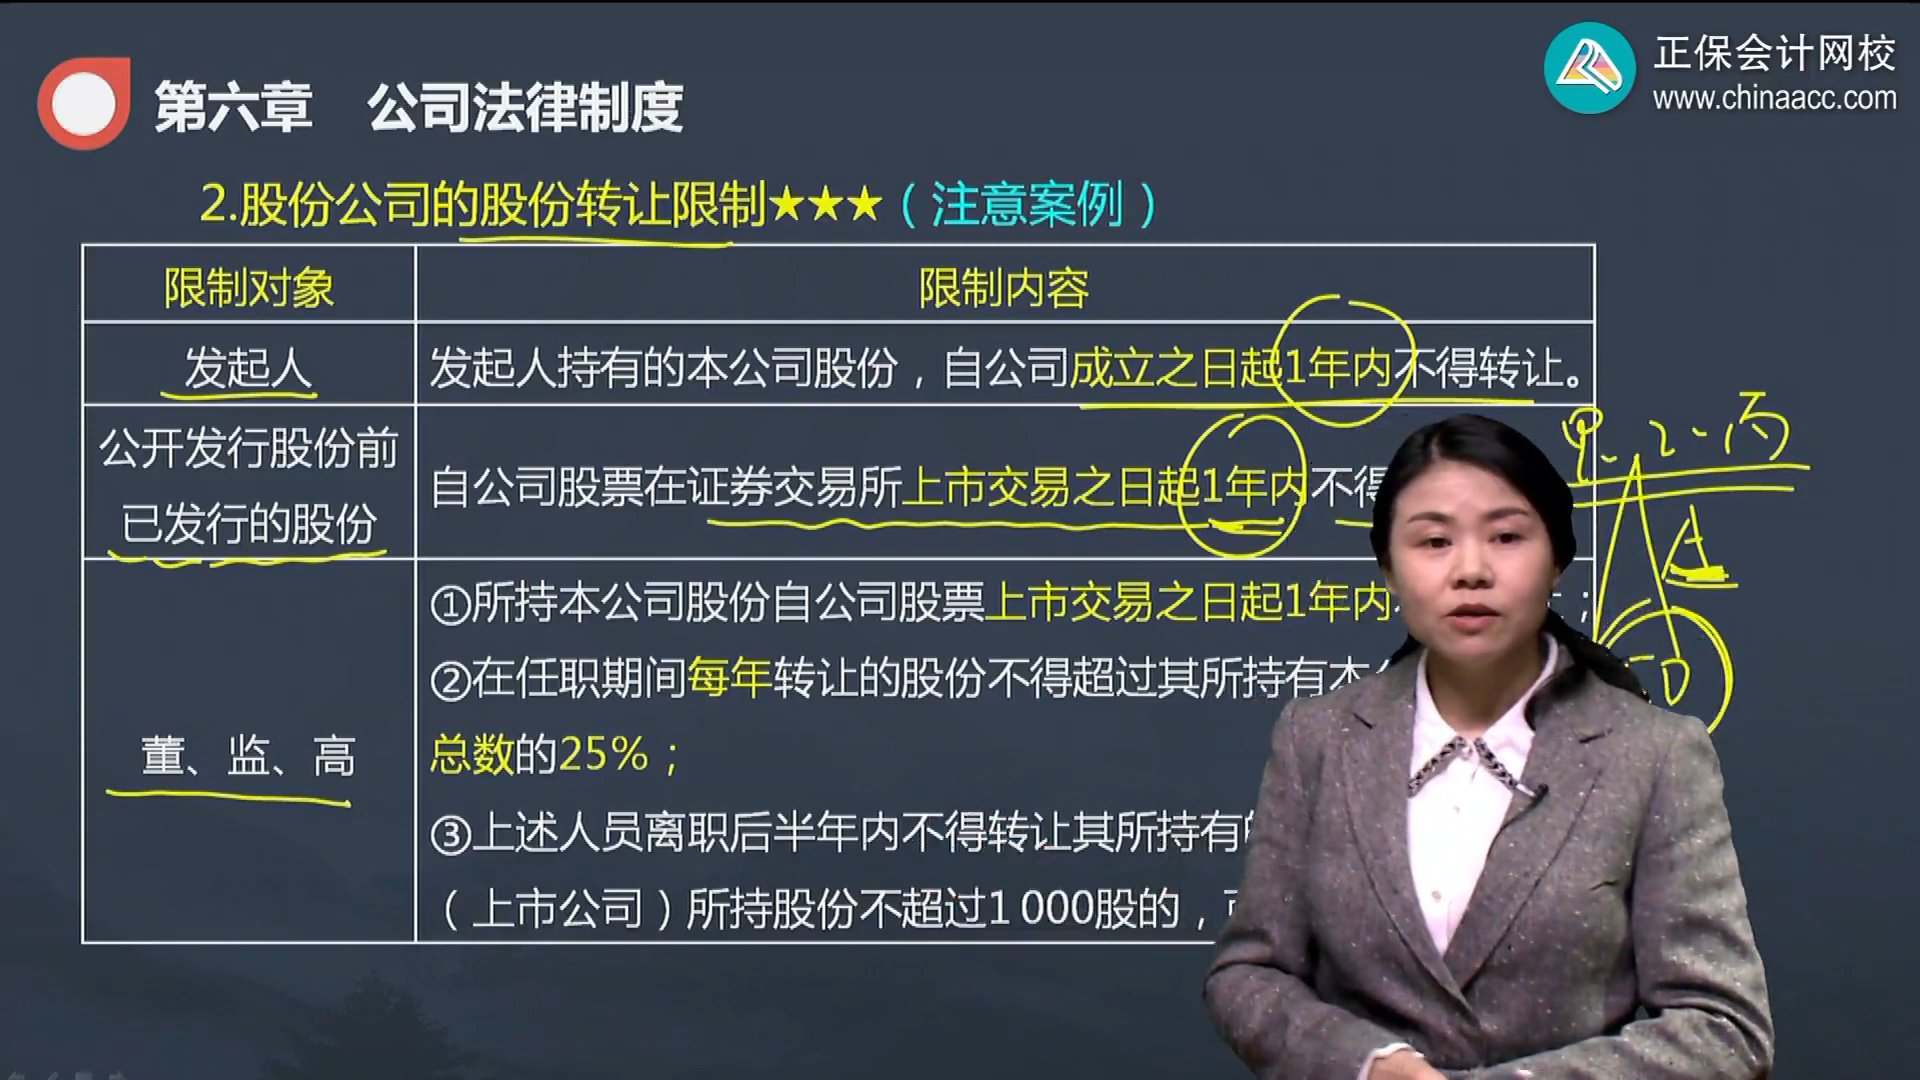 正保会计网校
www.chinaacc.com
第六章 公司法律制度
2.股份公司的股份转让限制★★★（注意案例）
限制对象
限制内容
发起人
发起人持有的本公司股份，自公司成立之日起1年内不得转让。
公开发行股份前
已发行的股份
自公司股票在证券交易所上市交易之日起1年内不得
甲、乙、丙
董、监、高
①所持本公司股份自公司股票上市交易之日起1年内
；
②在任职期间每年转让的股份不得超过其所持有本
总数的25%；
③上述人员离职后半年内不得转让其所持有
（上市公司）所持股份不超过1 000股的，